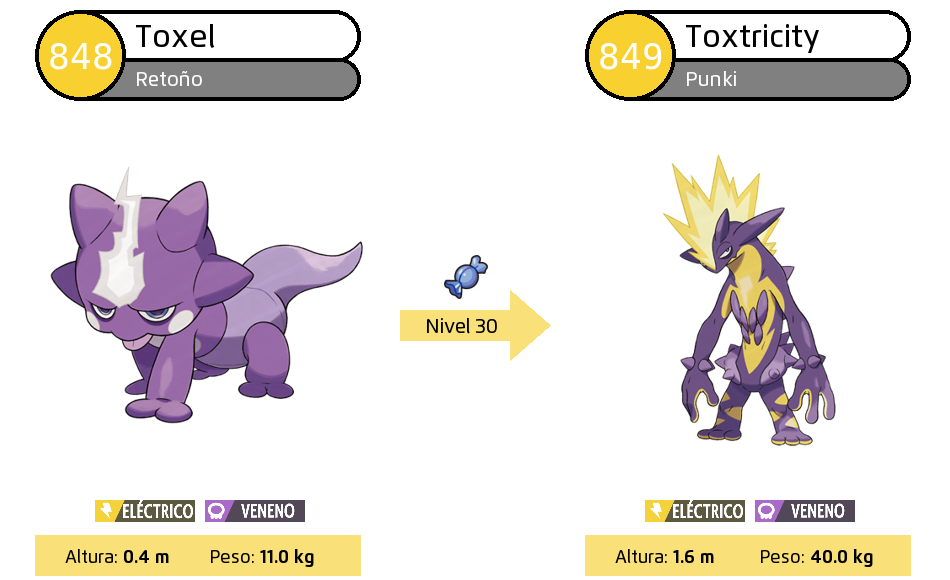 848 Toxel
Retoño
849 Toxtricity
Punki
Nivel 30
ELÉCTRICO VENENO
ELÉCTRICO VENENO
Altura: 0.4 m Peso: 11.0 kg
Altura: 1.6 m Peso: 40.0 kg